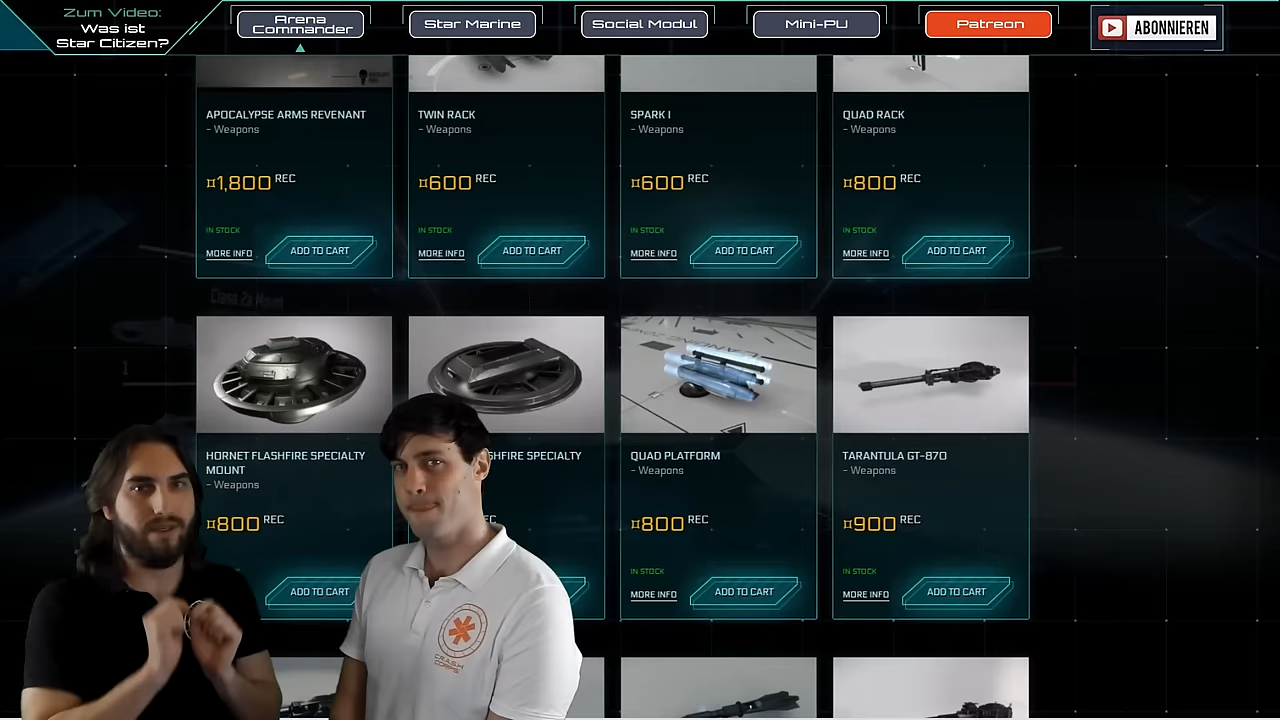 Zum Video:
Was ist
Star Citizen?
Arena
Commander
Star Marine
Social Modul
Mini-PU
Patreon
ABONNIEREN
APOCALYPSE ARMS REVENANT
- Weapons
¤1,800 REC
IN STOCK
MORE INFO
ADD TO CART
TWIN RACK
- Weapons
¤600 REC
IN STOCK
MORE INFO
ADD TO CART
SPARK I
- Weapons
¤600 REC
IN STOCK
MORE INFO
ADD TO CART
QUAD RACK
- Weapons
¤800 REC
IN STOCK
MORE INFO
ADD TO CART
Class 2a Mount
1
HORNET FLASHFIRE SPECIALTY
MOUNT
- Weapons
¤800 REC
ADD TO CART
SHFIRE SPECIALTY
QUAD PLATFORM
- Weapons
¤800 REC
IN STOCK
MORE INFO
ADD TO CART
TARANTULA GT-870
- Weapons
¤900 REC
IN STOCK
MORE INFO
ADD TO CART
C.R.A.S.H.
CORPS